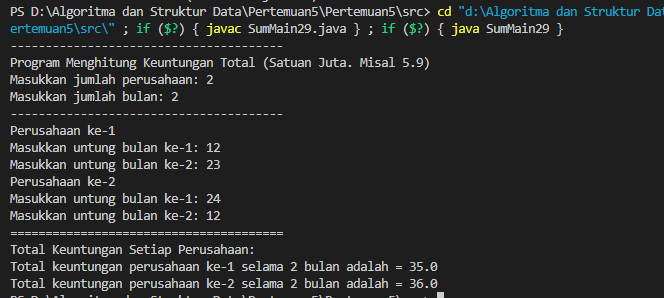 PS D:\Algoritma dan Struktur Data\Pertemuan5\Pertemuan5\src> cd "d:\Algoritma dan Struktur Dat
ertemuan5\src\" ; if ($?) { javac SumMain29.java } ; if ($?) { java SumMain29 }
---------------------------------------
Program Menghitung Keuntungan Total (Satuan Juta. Misal 5.9)
Masukkan jumlah perusahaan: 2
Masukkan jumlah bulan: 2
---------------------------------------
Perusahaan ke-1
Masukkan untung bulan ke-1: 12
Masukkan untung bulan ke-2: 23
Perusahaan ke-2
Masukkan untung bulan ke-1: 24
Masukkan untung bulan ke-2: 12
=======================================
Total Keuntungan Setiap Perusahaan:
Total keuntungan perusahaan ke-1 selama 2 bulan adalah = 35.0
Total keuntungan perusahaan ke-2 selama 2 bulan adalah = 36.0